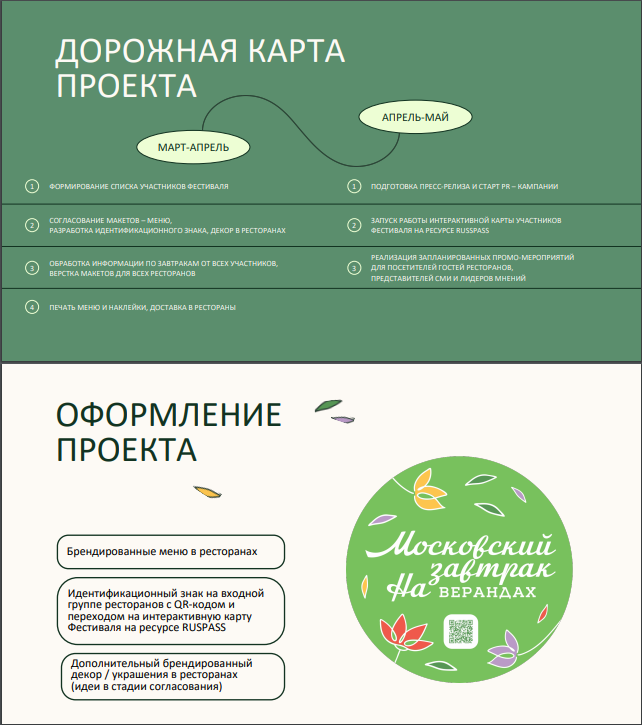 ДОРОЖНАЯ КАРТА
ПРОЕКТА
МАРТ-АПРЕЛЬ
АПРЕЛЬ-МАЙ
1 ФОРМИРОВАНИЕ СПИСКА УЧАСТНИКОВ ФЕСТИВАЛЯ
2 СОГЛАСОВАНИЕ МАКЕТОВ – МЕНЮ,
РАЗРАБОТКА ИДЕНТИФИКАЦИОННОГО ЗНАКА, ДЕКОР В РЕСТОРАНАХ
3 ОБРАБОТКА ИНФОРМАЦИИ ПО ЗАВТРАКАМ ОТ ВСЕХ УЧАСТНИКОВ,
ВЕРСТКА МАКЕТОВ ДЛЯ ВСЕХ РЕСТОРАНОВ
4 ПЕЧАТЬ МЕНЮ И НАКЛЕЙКИ, ДОСТАВКА В РЕСТОРАНЫ
1 ПОДГОТОВКА ПРЕСС-РЕЛИЗА И СТАРТ PR – КАМПАНИИ
2 ЗАПУСК РАБОТЫ ИНТЕРАКТИВНОЙ КАРТЫ УЧАСТНИКОВ
ФЕСТИВАЛЯ НА РЕСУРСЕ RUSSPASS
3 РЕАЛИЗАЦИЯ ЗАПЛАНИРОВАННЫХ ПРОМО-МЕРОПРИЯТИЙ
ДЛЯ ПОСЕТИТЕЛЕЙ ГОСТЕЙ РЕСТОРАНОВ,
ПРЕДСТАВИТЕЛЕЙ СМИ И ЛИДЕРОВ МНЕНИЙ
ОФОРМЛЕНИЕ
ПРОЕКТА
Брендированные меню в ресторанах
Идентификационный знак на входной
группе ресторанов с QR-кодом и
переходом на интерактивную карту
Фестиваля на ресурсе RUSPASS
Дополнительный брендированный
декор / украшения в ресторанах
(идеи в стадии согласования)
Московский
завтрак
На ВЕРАНДАХ